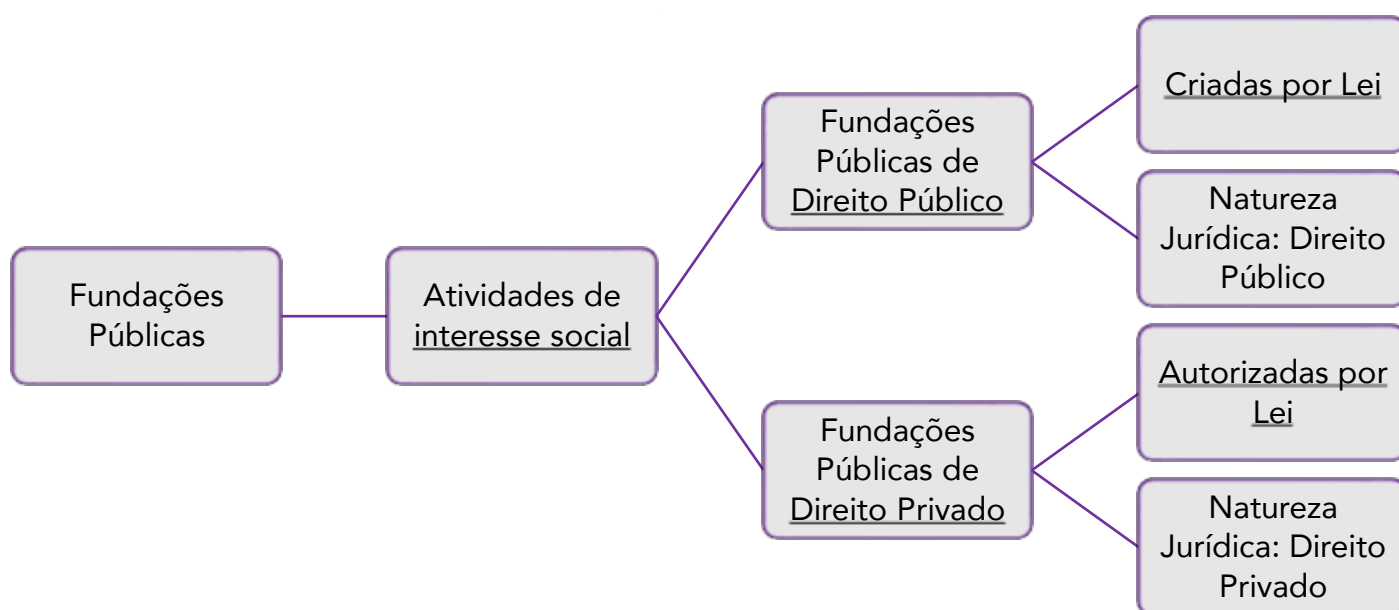 Fundações
Públicas
Atividades de
interesse social
Fundações
Públicas de
Direito Público
Criadas por Lei
Natureza
Jurídica: Direito
Público
Fundações
Públicas de
Direito Privado
Autorizadas por
Lei
Natureza
Jurídica: Direito
Privado